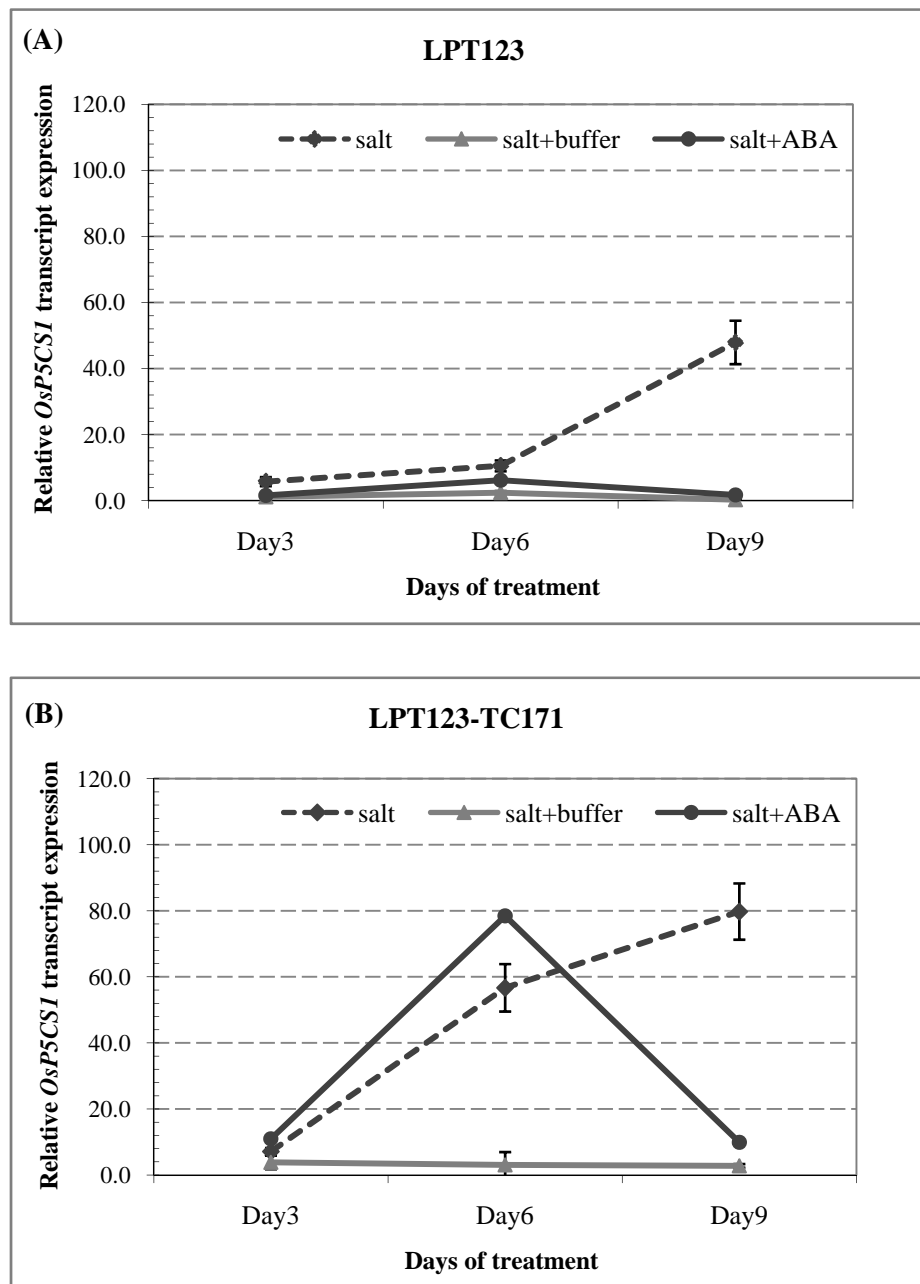 (A)
LPT123
120.0
salt salt+buffer salt+ABA
100.0
80.0
60.0
40.0
20.0
0.0
Relative OsP5CS1 transcript expression
Day3 Day6 Day9
Days of treatment
(B)
LPT123-TC171
120.0
salt salt+buffer salt+ABA
100.0
80.0
60.0
40.0
20.0
0.0
Relative OsP5CS1 transcript expression
Day3 Day6 Day9
Days of treatment